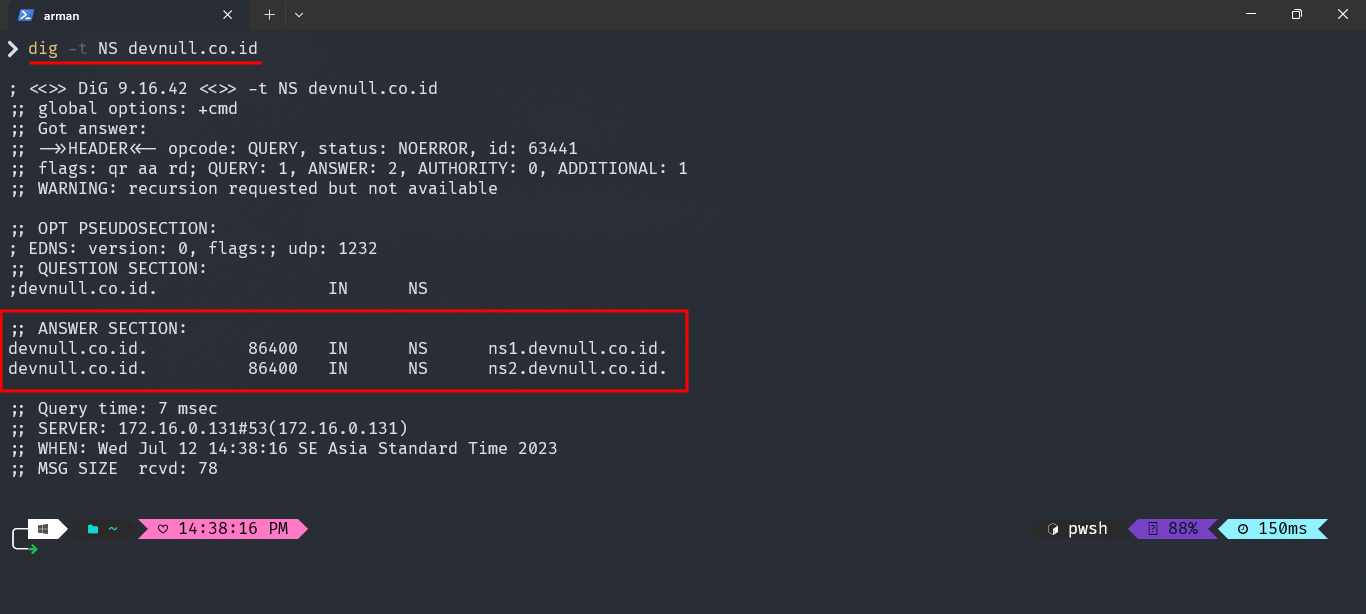 arman
dig -t NS devnull.co.id
; <<>> DiG 9.16.42 <<>> -t NS devnull.co.id
;; global options: +cmd
;; Got answer:
;; ->>HEADER<<- opcode: QUERY, status: NOERROR, id: 63441
;; flags: qr aa rd; QUERY: 1, ANSWER: 2, AUTHORITY: 0, ADDITIONAL: 1
;; WARNING: recursion requested but not available
;; OPT PSEUDOSECTION:
; EDNS: version: 0, flags:; udp: 1232
;; QUESTION SECTION:
;devnull.co.id. IN NS
;; ANSWER SECTION:
devnull.co.id. 86400 IN NS ns1.devnull.co.id.
devnull.co.id. 86400 IN NS ns2.devnull.co.id.
;; Query time: 7 msec
;; SERVER: 172.16.0.131#53(172.16.0.131)
;; WHEN: Wed Jul 12 14:38:16 SE Asia Standard Time 2023
;; MSG SIZE rcvd: 78
~ 14:38:16 PM pwsh 88% 150ms